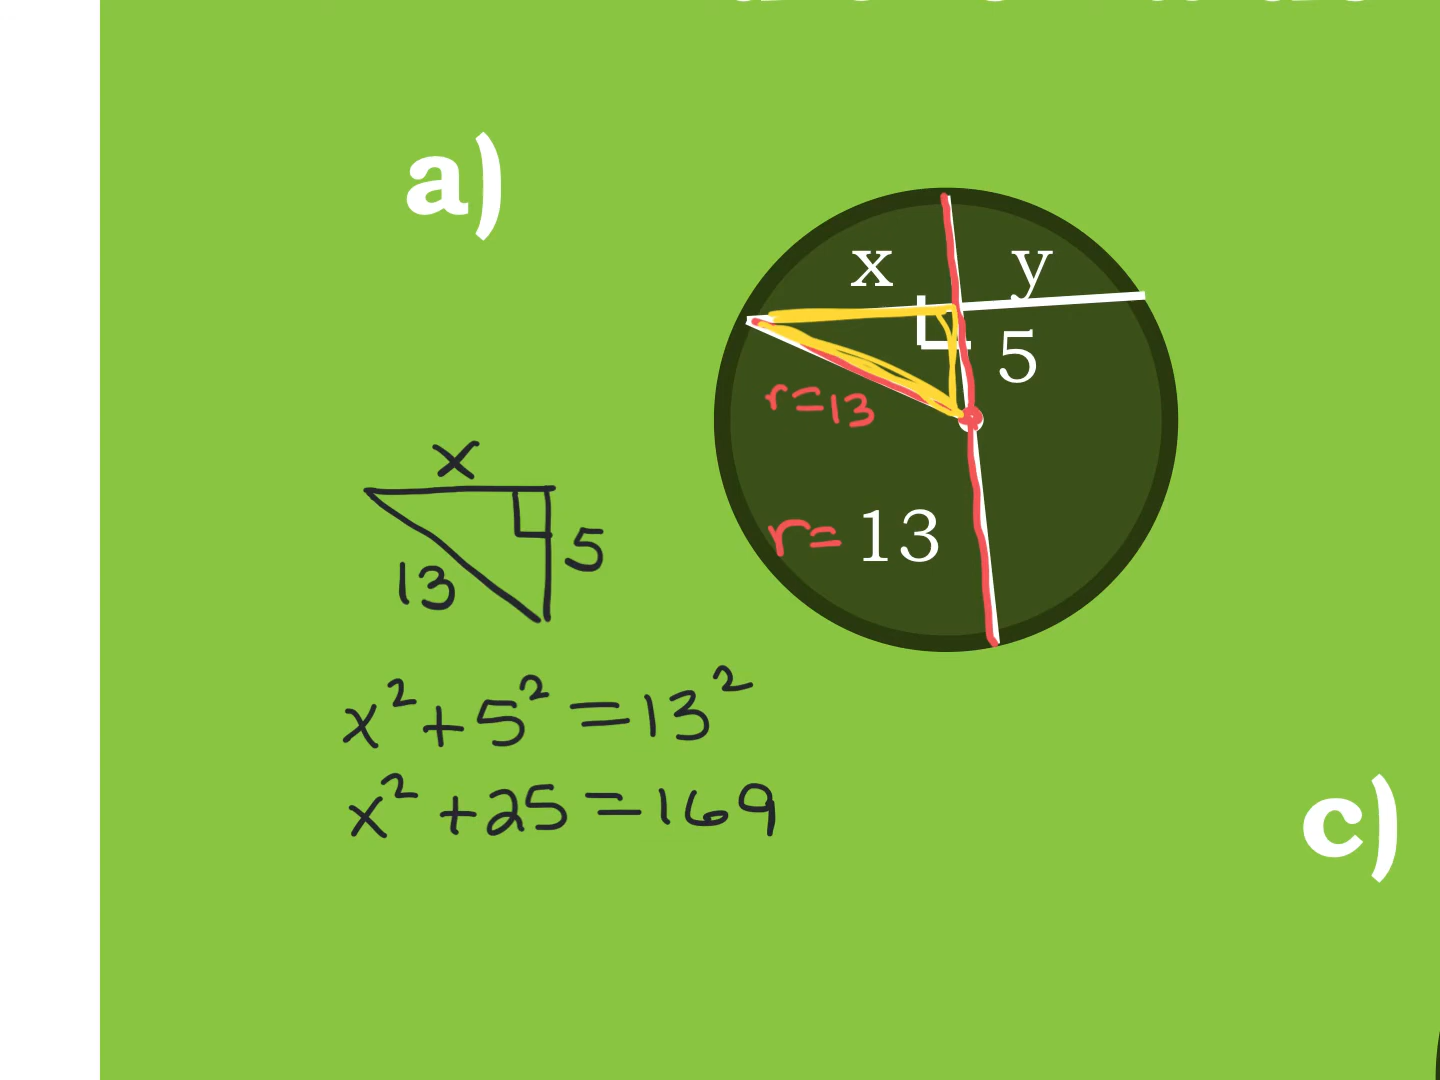 a)
x y
5
r=13
r= 13
x
5
13
x² + 5² = 13²
x² + 25 = 169
c)